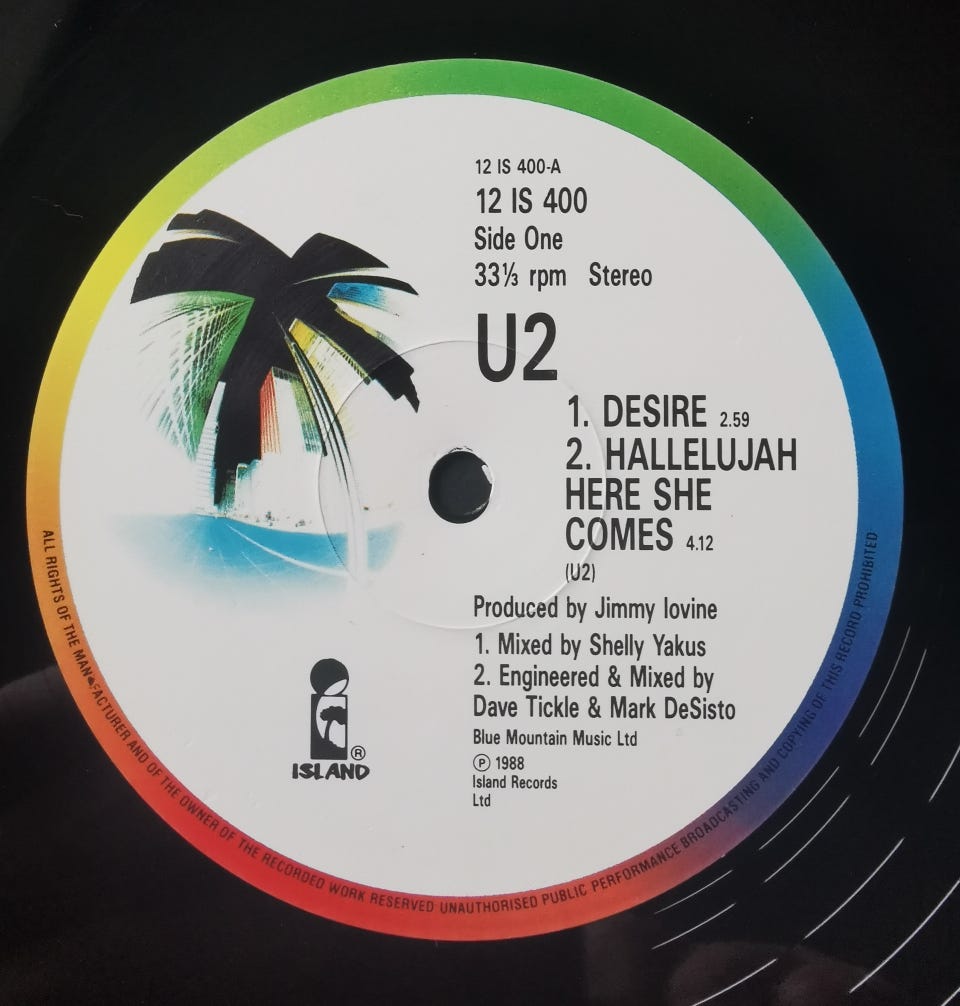 12 IS 400-A
12 IS 400
Side One
33⅓ rpm Stereo
U2
1. DESIRE 2.59
2. HALLELUJAH
HERE SHE
COMES 4.12
(U2)
Produced by Jimmy Iovine
1. Mixed by Shelly Yakus
2. Engineered & Mixed by
Dave Tickle & Mark DeSisto
Blue Mountain Music Ltd
℗ 1988
Island Records
Ltd
®
ISLAND
ALL RIGHTS OF THE MANUFACTURER AND OF THE OWNER OF THE RECORDED WORK RESERVED UNAUTHORISED PUBLIC PERFORMANCE BROADCASTING AND COPYING OF THIS RECORD PROHIBITED